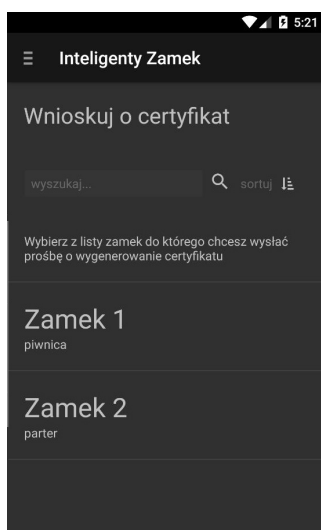 5:21
Inteligenty Zamek
Wnioskuj o certyfikat
wyszukaj... sortuj
Wybierz z listy zamek do którego chcesz wysłać
prośbę o wygenerowanie certyfikatu
Zamek 1
piwnica
Zamek 2
parter